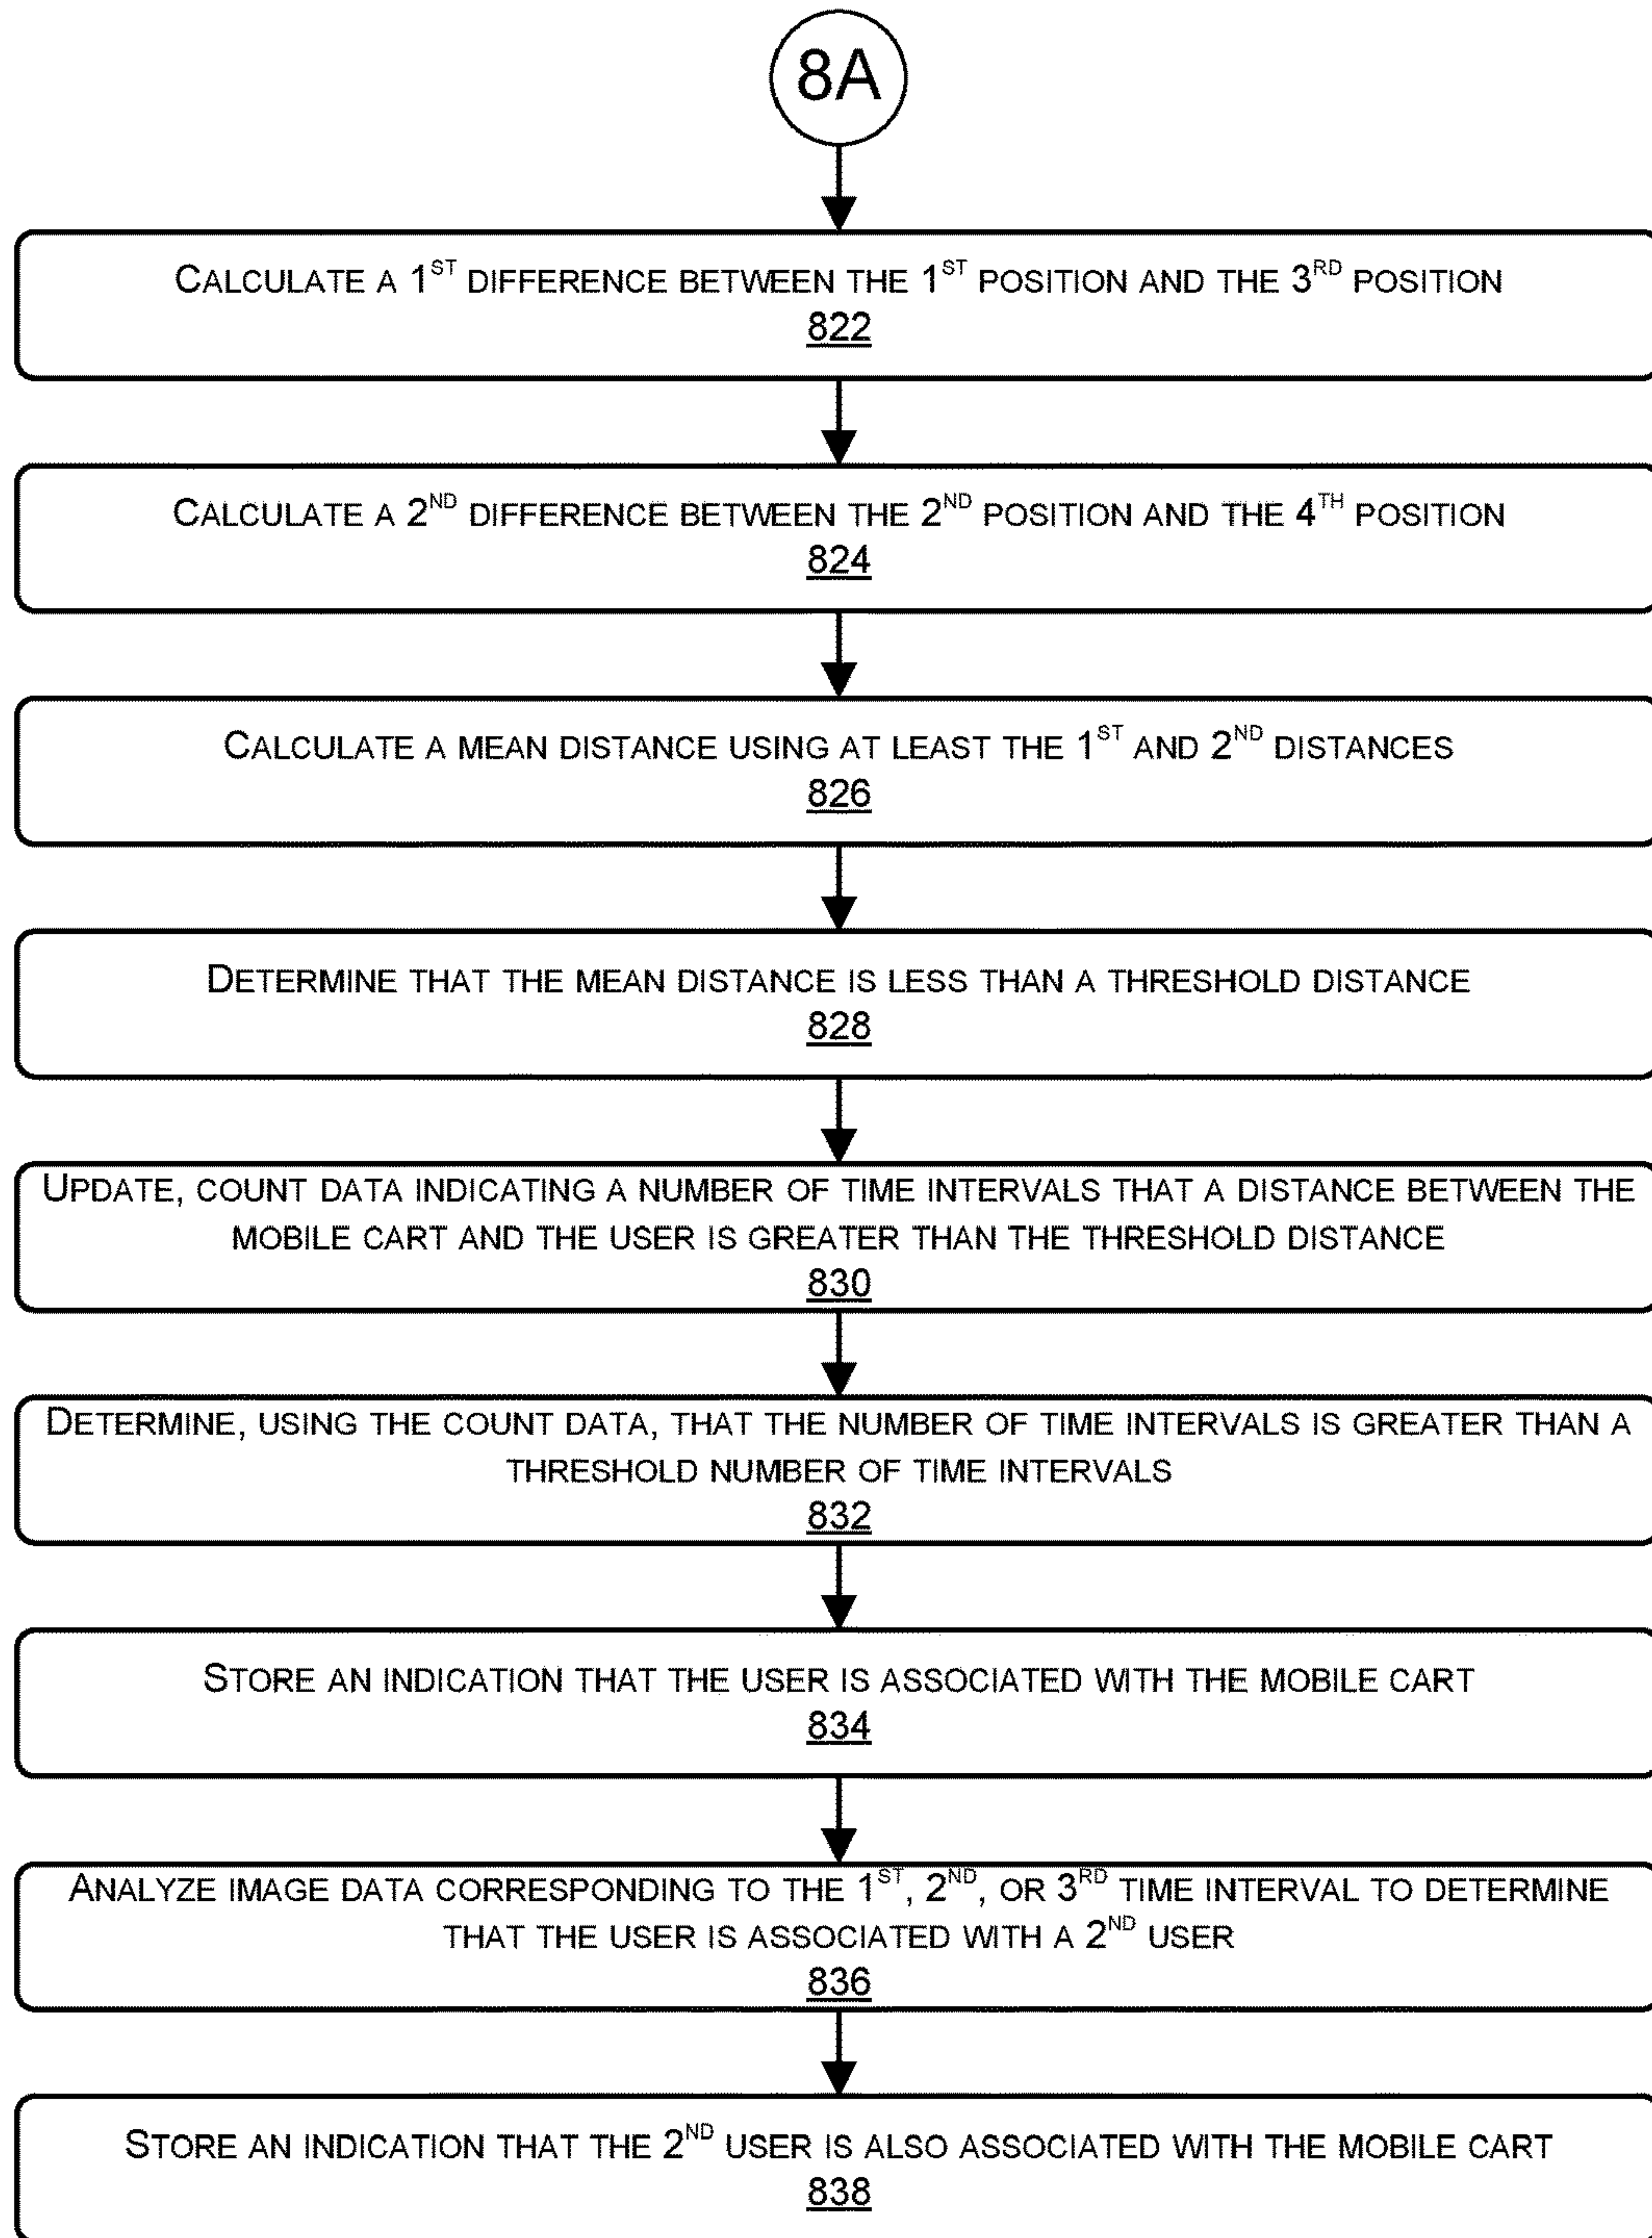 8A
CALCULATE A 1ST DIFFERENCE BETWEEN THE 1ST POSITION AND THE 3RD POSITION
822
CALCULATE A 2ND DIFFERENCE BETWEEN THE 2ND POSITION AND THE 4TH POSITION
824
CALCULATE A MEAN DISTANCE USING AT LEAST THE 1ST AND 2ND DISTANCES
826
DETERMINE THAT THE MEAN DISTANCE IS LESS THAN A THRESHOLD DISTANCE
828
UPDATE, COUNT DATA INDICATING A NUMBER OF TIME INTERVALS THAT A DISTANCE BETWEEN THE
MOBILE CART AND THE USER IS GREATER THAN THE THRESHOLD DISTANCE
830
DETERMINE, USING THE COUNT DATA, THAT THE NUMBER OF TIME INTERVALS IS GREATER THAN A
THRESHOLD NUMBER OF TIME INTERVALS
832
STORE AN INDICATION THAT THE USER IS ASSOCIATED WITH THE MOBILE CART
834
ANALYZE IMAGE DATA CORRESPONDING TO THE 1ST, 2ND, OR 3RD TIME INTERVAL TO DETERMINE
THAT THE USER IS ASSOCIATED WITH A 2ND USER
836
STORE AN INDICATION THAT THE 2ND USER IS ALSO ASSOCIATED WITH THE MOBILE CART
838